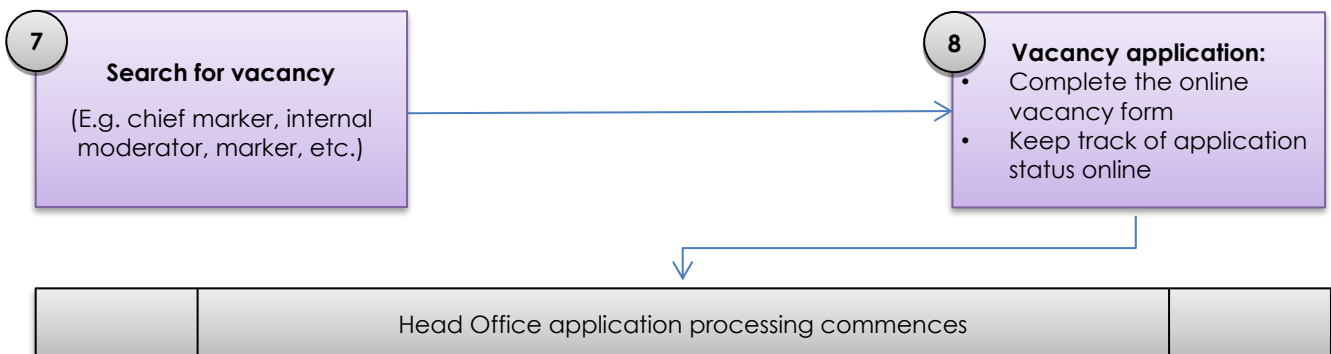 7
Search for vacancy
(E.g. chief marker, internal
moderator, marker, etc.)
8
Vacancy application:
• Complete the online
vacancy form
• Keep track of application
status online
Head Office application processing commences